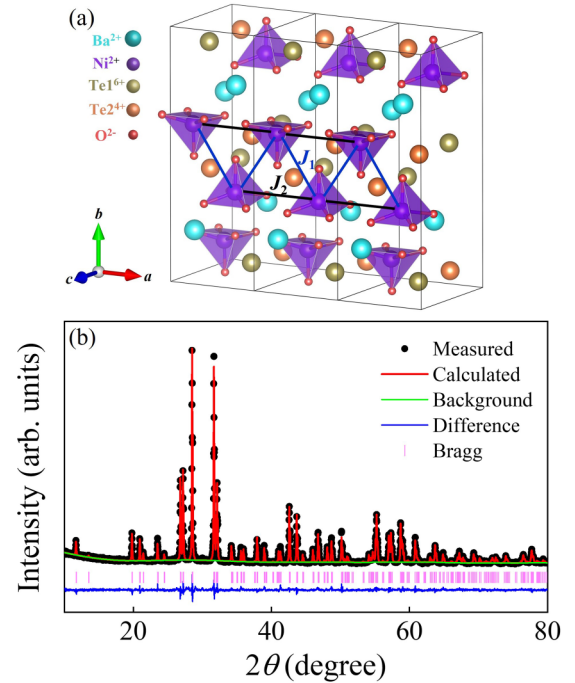 (a)
Ba2+
Ni2+
Te16+
Te24+
O2-
J1
J2
b
c
a
(b)
Measured
Calculated
Background
Difference
Bragg
Intensity (arb. units)
20
40
60
80
2θ (degree)